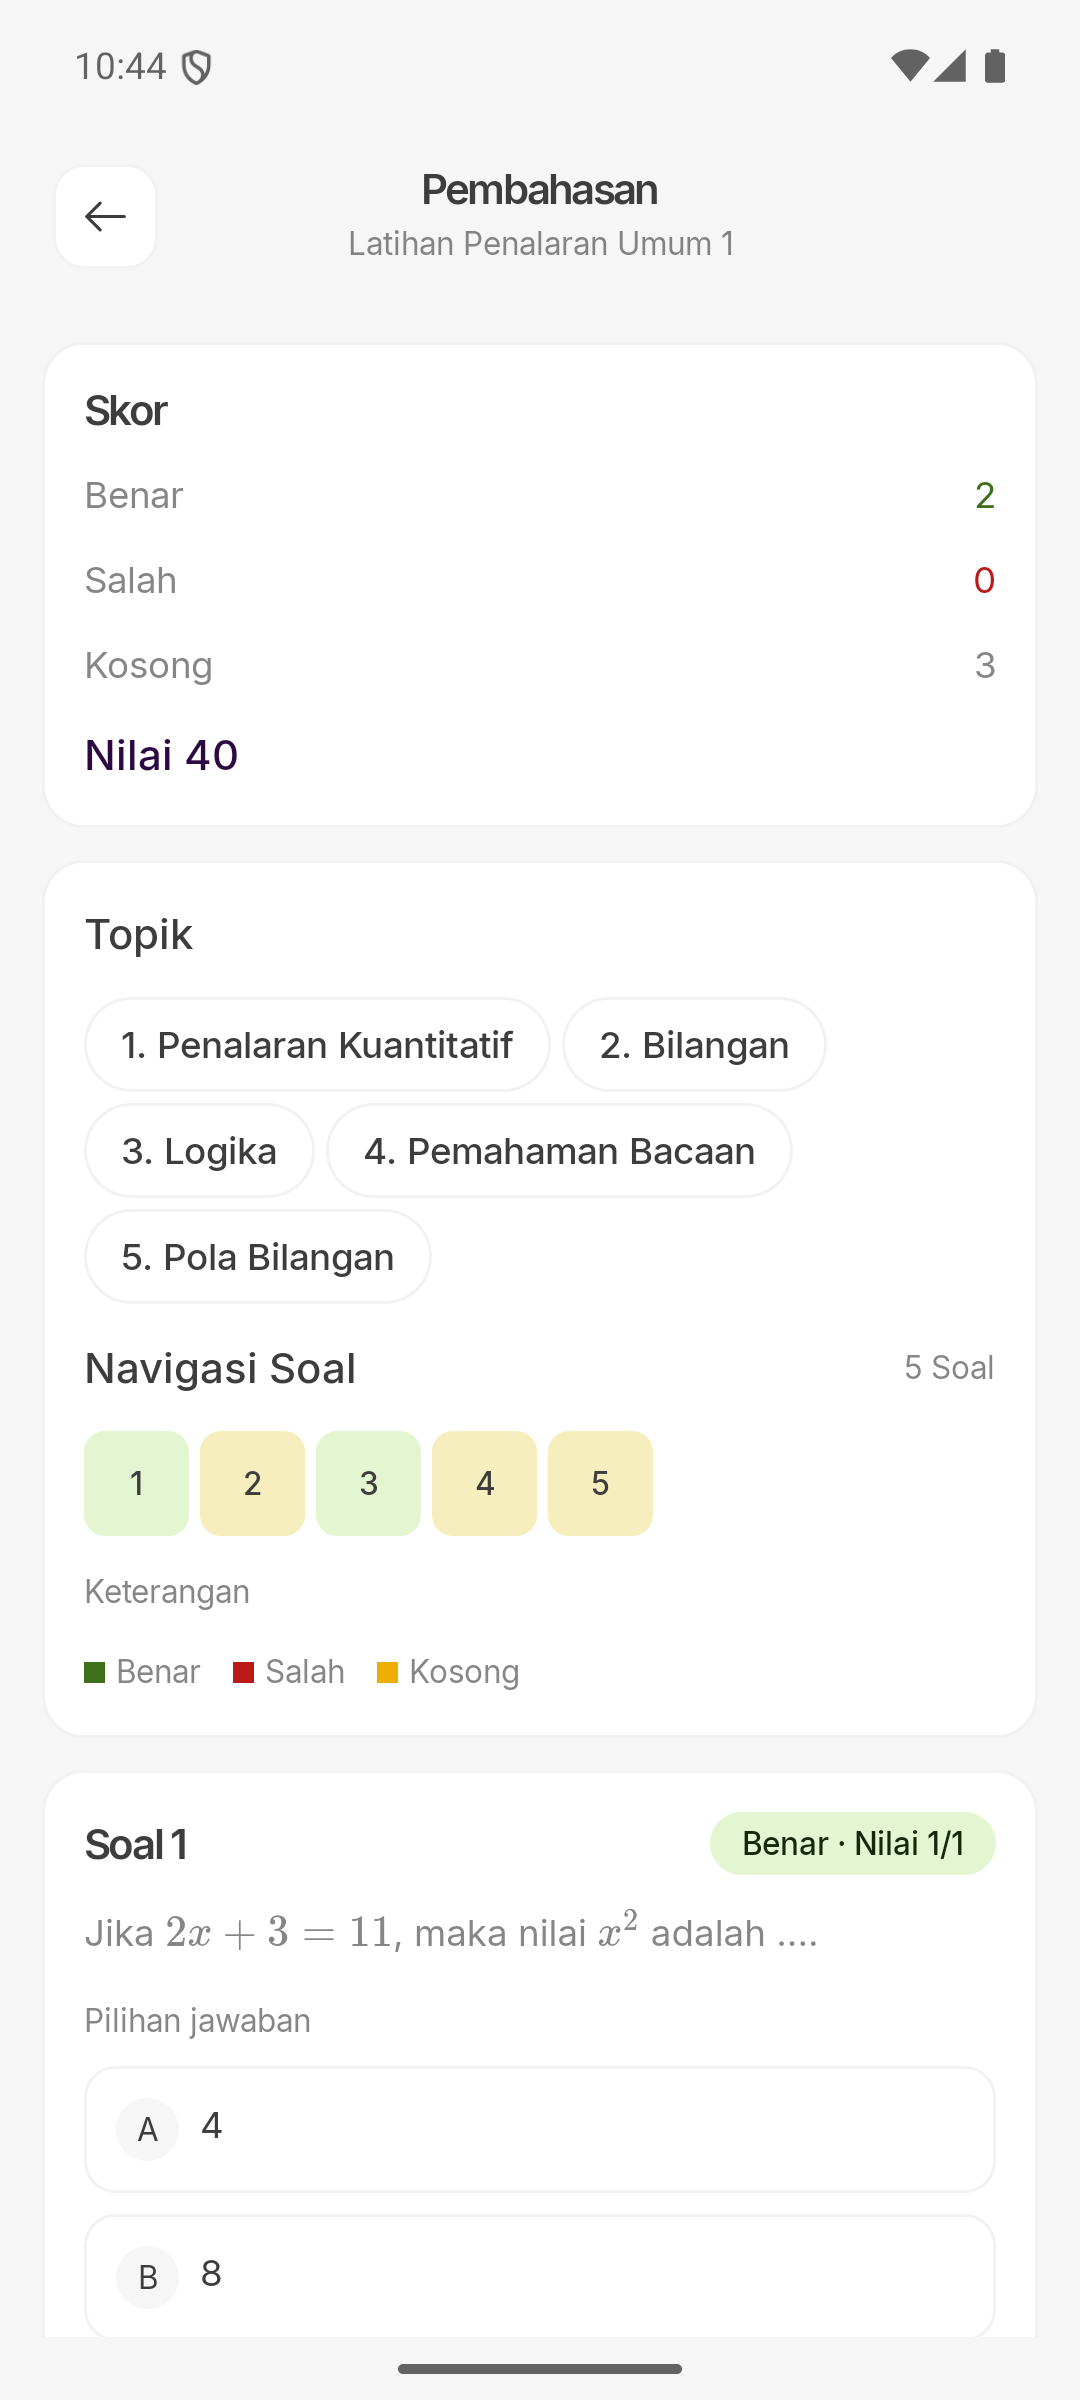 10:44
Pembahasan
Latihan Penalaran Umum 1
Skor
Benar 2
Salah 0
Kosong 3
Nilai 40
Topik
1. Penalaran Kuantitatif 2. Bilangan
3. Logika 4. Pemahaman Bacaan
5. Pola Bilangan
Navigasi Soal 5 Soal
1 2 3 4 5
Keterangan
Benar Salah Kosong
Soal 1 Benar · Nilai 1/1
Jika 2x + 3 = 11, maka nilai x² adalah ....
Pilihan jawaban
A 4
B 8